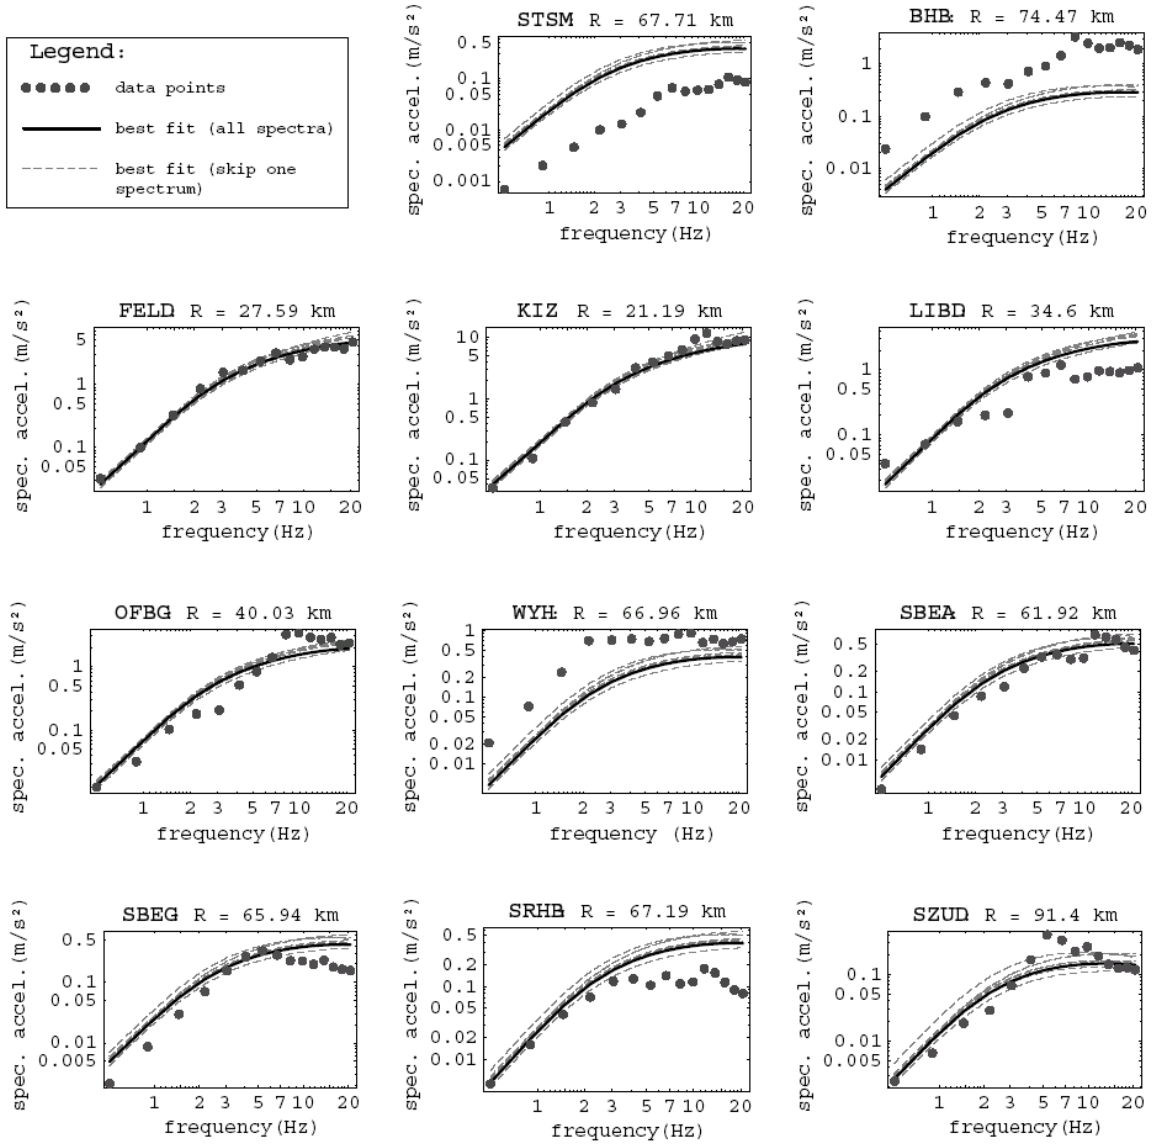 Legend:
data points
best fit (all spectra)
best fit (skip one
spectrum)
STSM: R = 67.71 km
spec. accel.(m/s²)
0.5
0.1
0.05
0.01
0.005
0.001
1 2 3 5 7 10 20
frequency(Hz)
BHB: R = 74.47 km
spec. accel.(m/s²)
1
0.1
0.01
1 2 3 5 7 10 20
frequency(Hz)
FELD: R = 27.59 km
spec. accel.(m/s²)
5
1
0.5
0.1
0.05
1 2 3 5 7 10 20
frequency(Hz)
KIZ: R = 21.19 km
spec. accel.(m/s²)
10
5
1
0.5
0.1
0.05
1 2 3 5 7 10 20
frequency(Hz)
LIBD: R = 34.6 km
spec. accel.(m/s²)
1
0.5
0.1
0.05
1 2 3 5 7 10 20
frequency(Hz)
OFBG: R = 40.03 km
spec. accel.(m/s²)
1
0.5
0.1
0.05
1 2 3 5 7 10 20
frequency(Hz)
WYH: R = 66.96 km
spec. accel.(m/s²)
1
0.5
0.2
0.1
0.05
0.02
0.01
1 2 3 5 7 10 20
frequency (Hz)
SBEA: R = 61.92 km
spec. accel.(m/s²)
0.5
0.2
0.1
0.05
0.02
0.01
1 2 3 5 7 10 20
frequency(Hz)
SBEG: R = 65.94 km
spec. accel.(m/s²)
0.5
0.1
0.05
0.01
0.005
1 2 3 5 7 10 20
frequency(Hz)
SRHB: R = 67.19 km
spec. accel.(m/s²)
0.5
0.2
0.1
0.05
0.02
0.01
1 2 3 5 7 10 20
frequency(Hz)
SZUD: R = 91.4 km
spec. accel.(m/s²)
0.1
0.05
0.01
0.005
1 2 3 5 7 10 20
frequency(Hz)